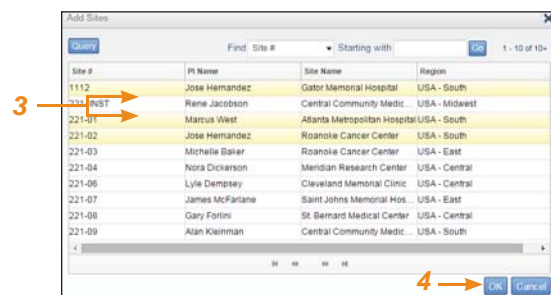 Add Sites
Query Find Site # Starting with Go 1 - 10 of 10+
Site # PI Name Site Name Region
1112 Jose Hernandez Gator Memorial Hospital USA - South
INST Rene Jacobson Central Community Medic... USA - Midwest
3
221-01 Marcus West Atlanta Metropolitan Hospital USA - South
221-02 Jose Hernandez Roanoke Cancer Center USA - South
221-03 Michelle Baker Roanoke Cancer Center USA - East
221-04 Nora Dickerson Meridian Research Center USA - Central
221-06 Lyle Dempsey Cleveland Memorial Clinic USA - Central
221-07 James McFarlane Saint Johns Memorial Hos... USA - East
221-08 Gary Forlini St. Bernard Medical Center USA - Central
221-09 Alan Kleinman Central Community Medic... USA - South
4 OK Cancel